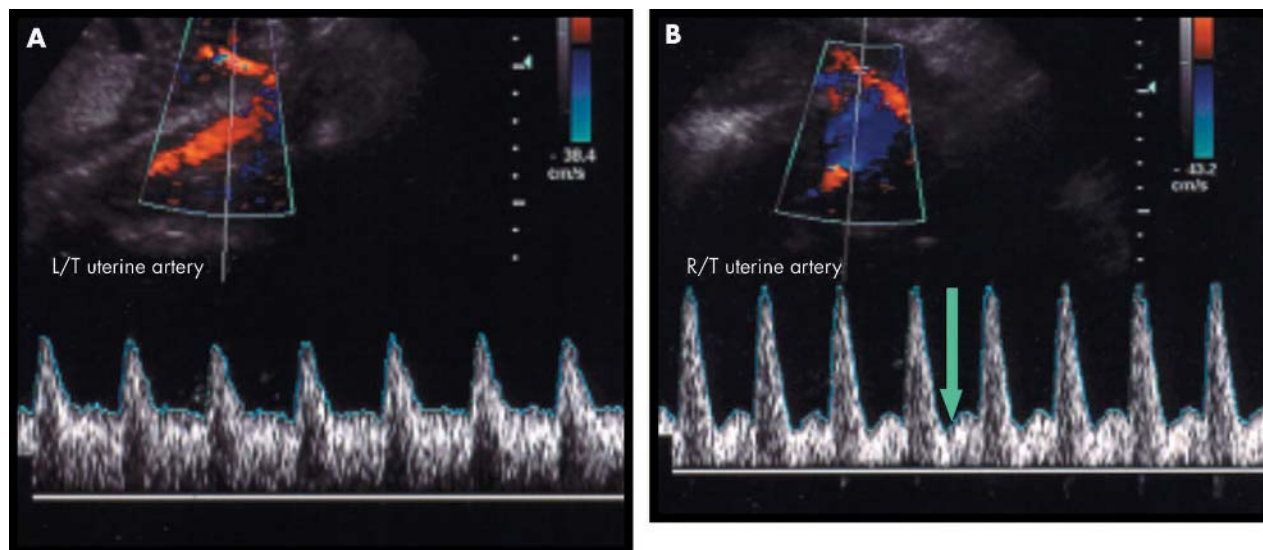 A
- 38.4
cm/s
L/T uterine artery
B
- 43.2
cm/s
R/T uterine artery